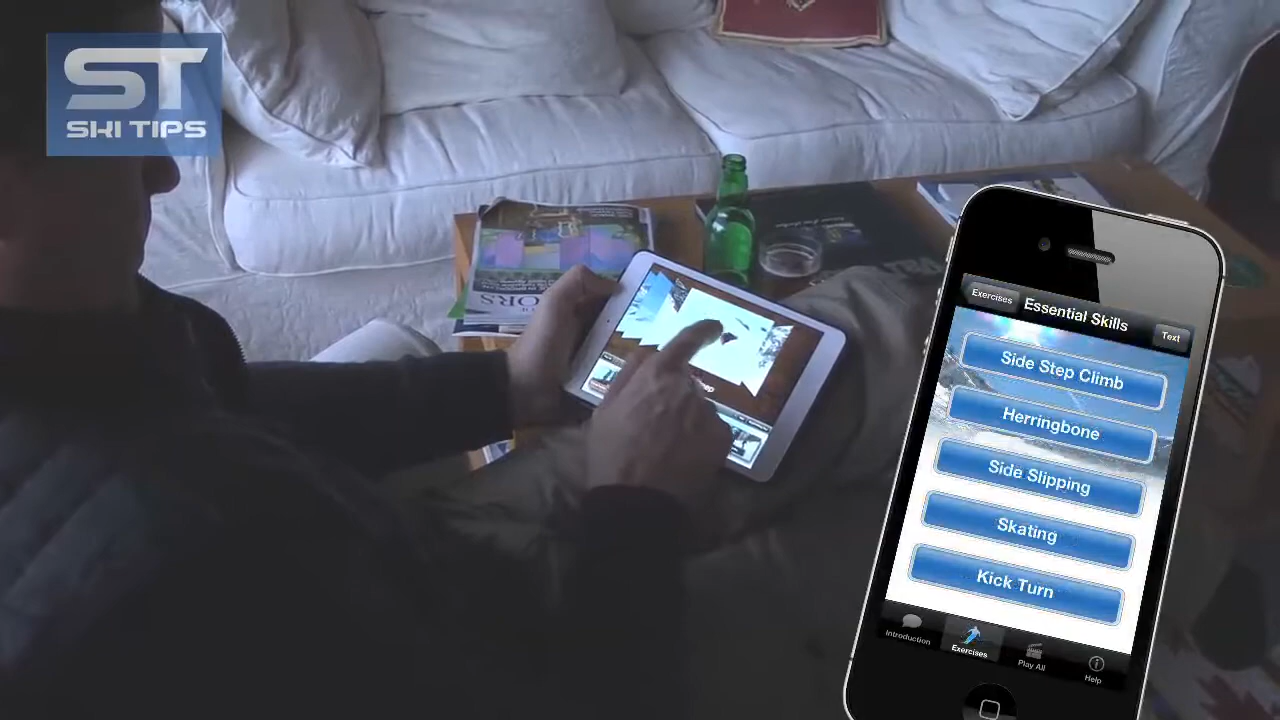 ST
SKI TIPS
Exercises
Essential Skills
Text
Side Step Climb
Herringbone
Side Slipping
Skating
Kick Turn
Introduction
Exercises
Play All
Help